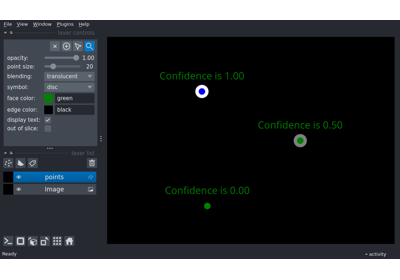 File View Window Plugins Help
layer controls
opacity: 1.00
point size: 20
blending: translucent
symbol: disc
face color: green
edge color: black
display text:
out of slice:
layer list
points
Image
Ready
activity
Confidence is 1.00
Confidence is 0.50
Confidence is 0.00